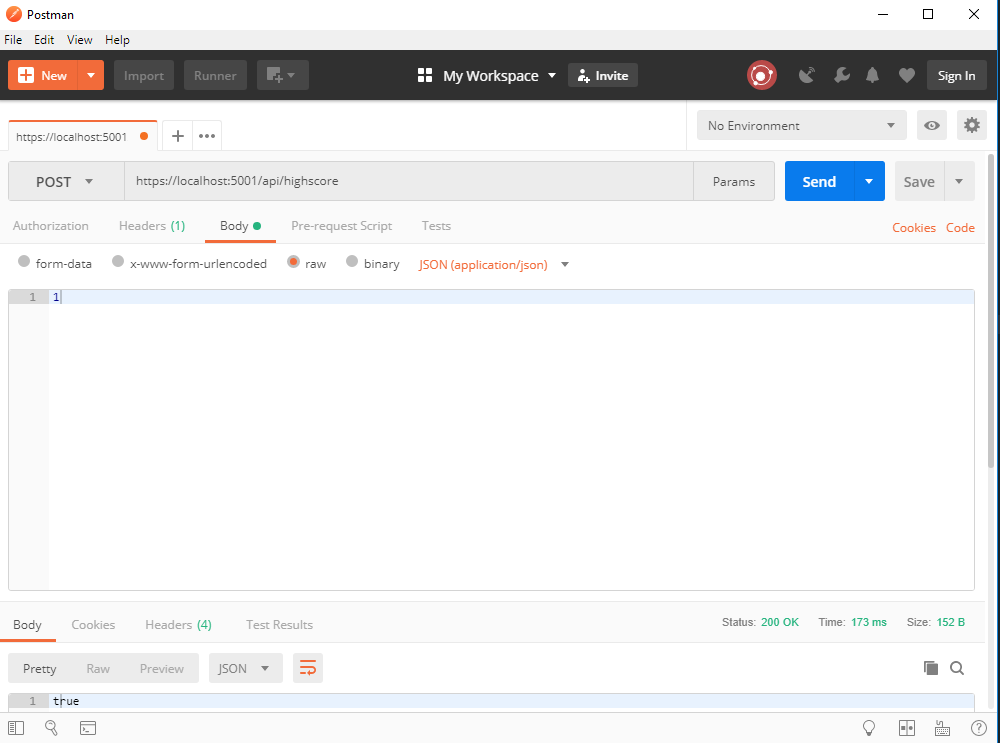 Postman
File Edit View Help
New Import Runner My Workspace Invite Sign In
https://localhost:5001 No Environment
POST https://localhost:5001/api/highscore Params Send Save
Authorization Headers (1) Body Pre-request Script Tests Cookies Code
form-data x-www-form-urlencoded raw binary JSON (application/json)
1 1
Body Cookies Headers (4) Test Results Status: 200 OK Time: 173 ms Size: 152 B
Pretty Raw Preview JSON
1 true